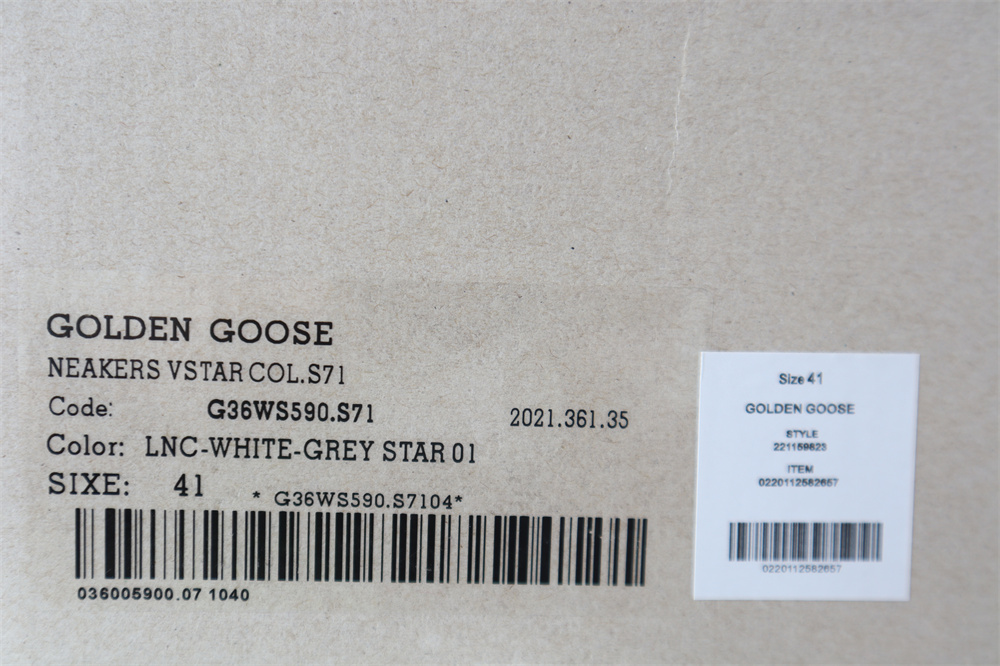 GOLDEN GOOSE
NEAKERS VSTAR COL.S71
Code: G36WS590.S71 2021.361.35
Color: LNC-WHITE-GREY STAR 01
SIXE: 41
* G36WS590.S7104*
036005900.07 1040
Size 41
GOLDEN GOOSE
STYLE
221159623
ITEM
0220112582657
0220112582657